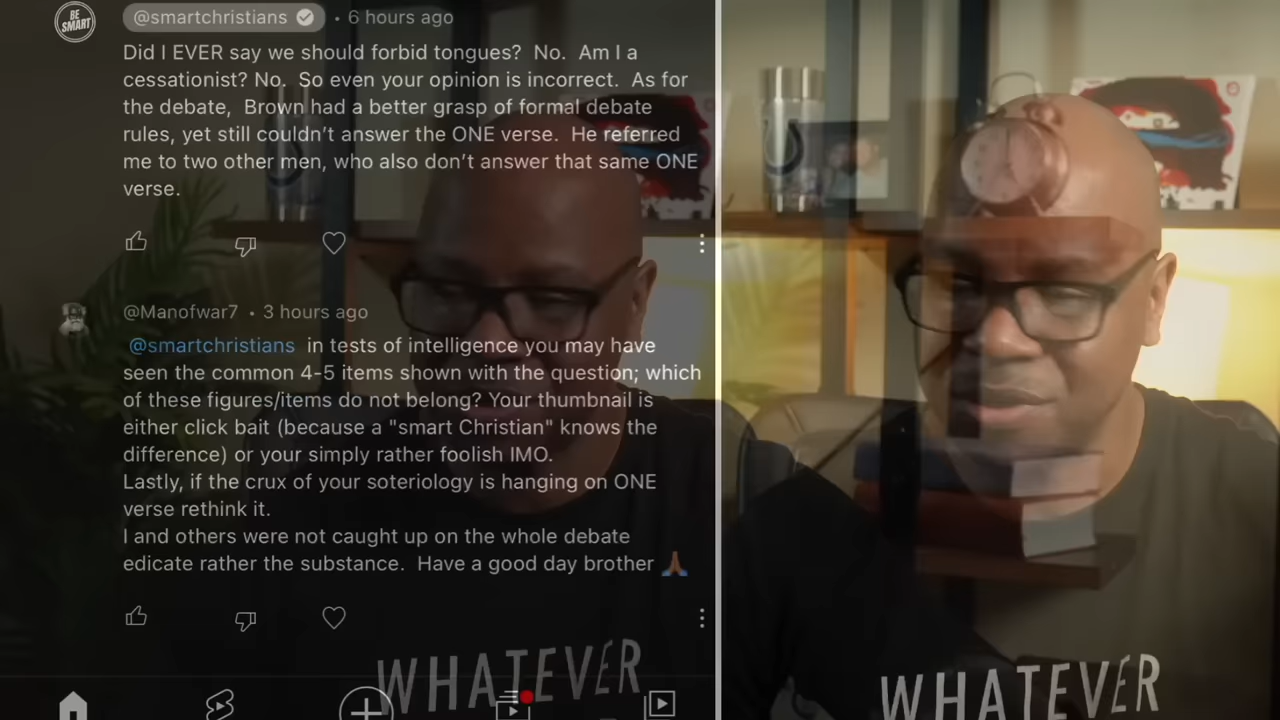 BE
SMART
@smartchristians • 6 hours ago
Did I EVER say we should forbid tongues?  No.  Am I a
cessationist? No.  So even your opinion is incorrect.  As for
the debate,  Brown had a better grasp of formal debate
rules, yet still couldn’t answer the ONE verse.  He referred
me to two other men, who also don’t answer that same ONE
verse.
@Manofwar7 • 3 hours ago
@smartchristians  in tests of intelligence you may have
seen the common 4-5 items shown with the question; which
of these figures/items do not belong? Your thumbnail is
either click bait (because a "smart Christian" knows the
difference) or your simply rather foolish IMO.
Lastly, if the crux of your soteriology is hanging on ONE
verse rethink it.
I and others were not caught up on the whole debate
edicate rather the substance.  Have a good day brother 🙏🏾
WHATEVER
WHATEVER